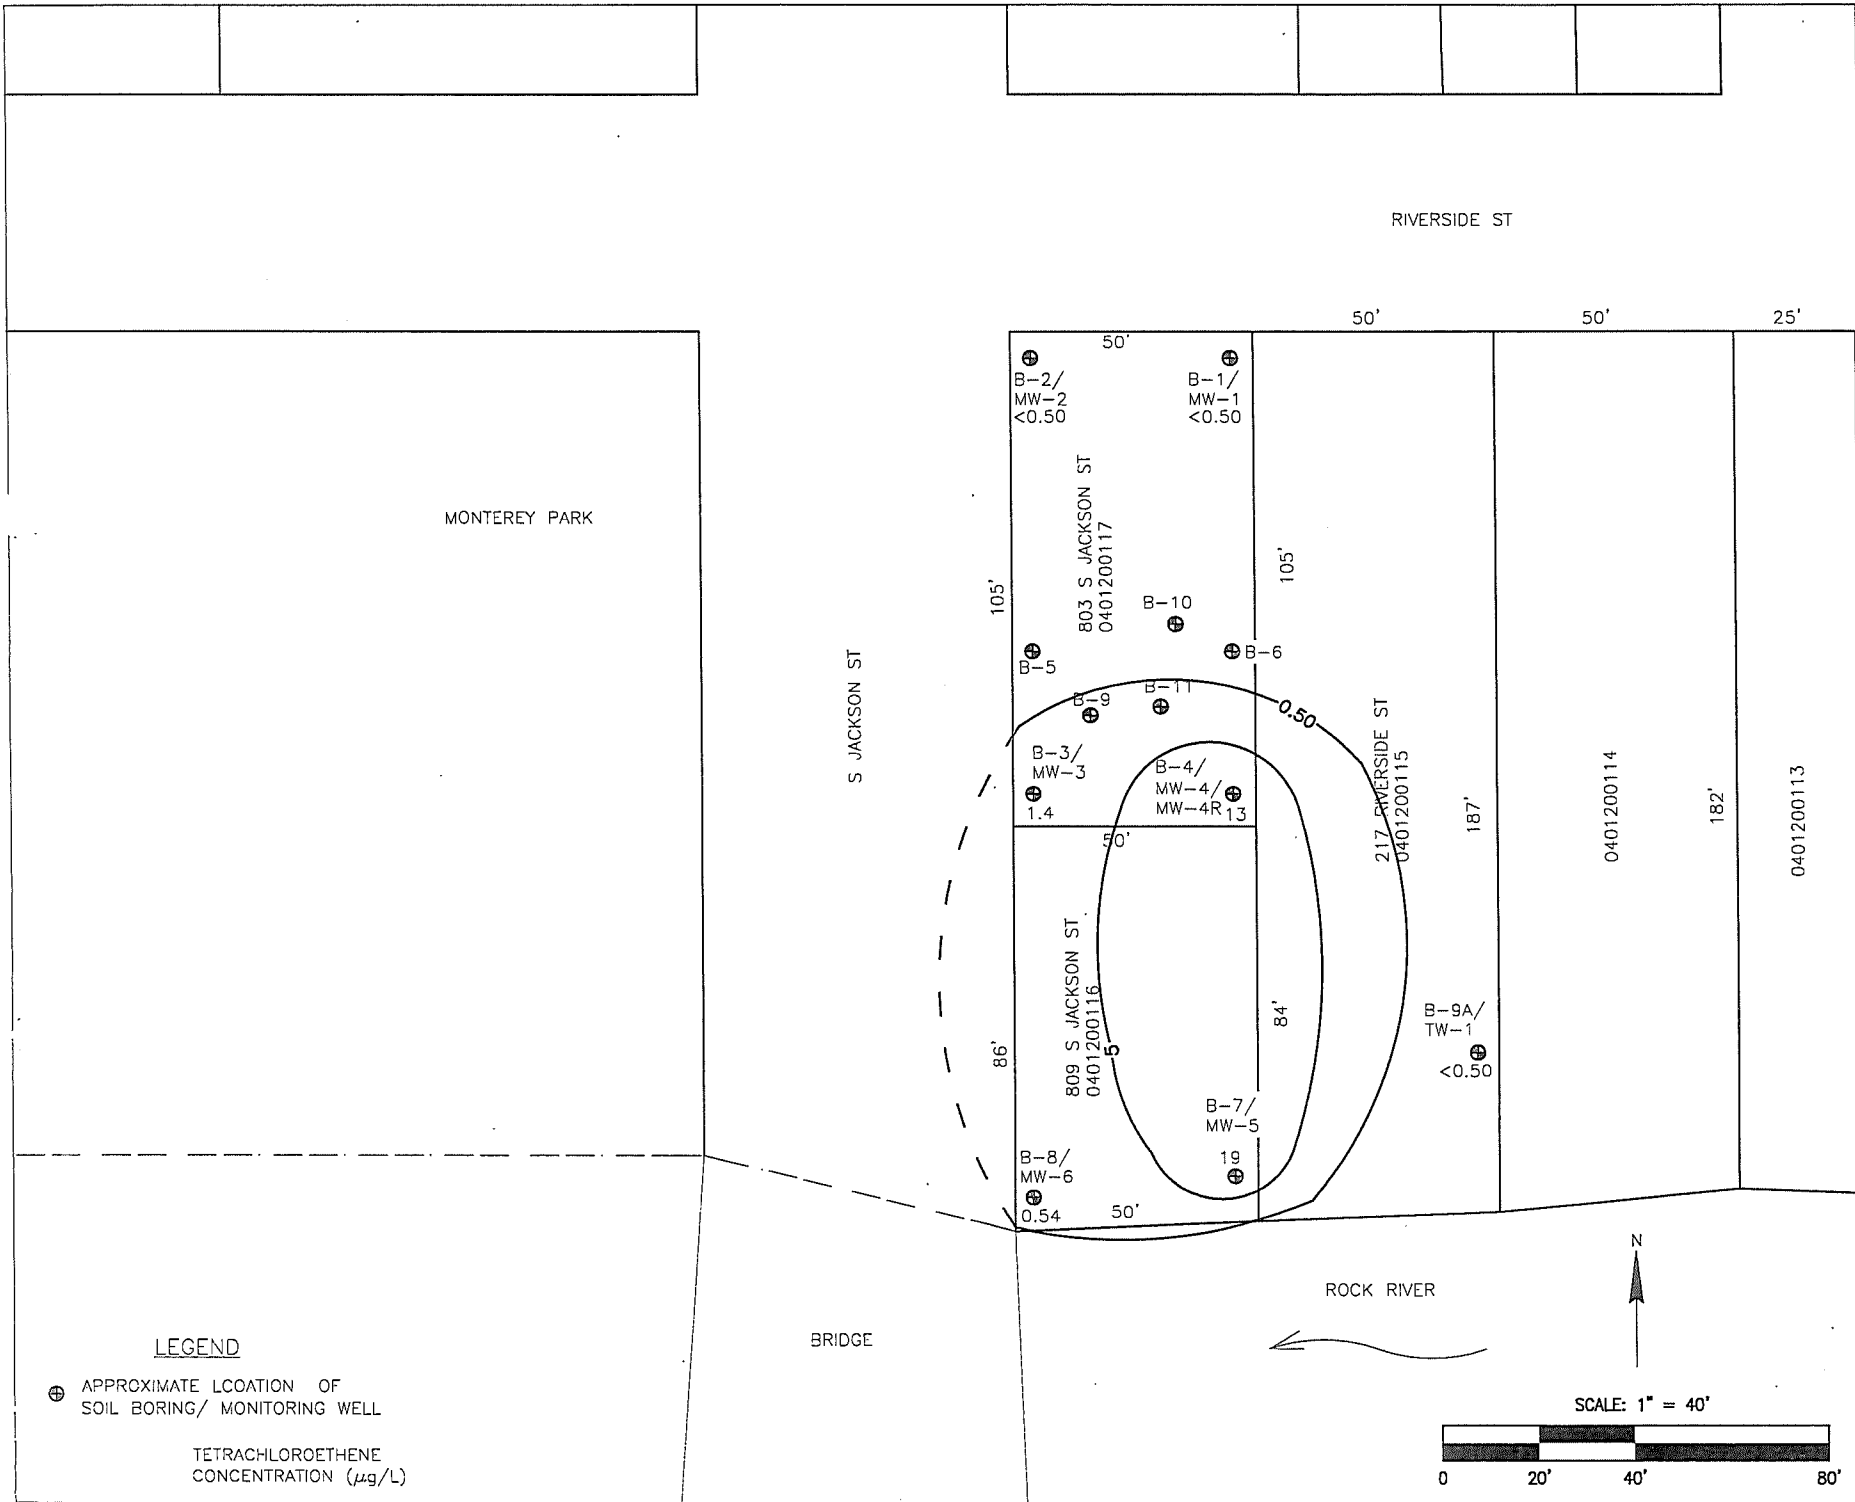 RIVERSIDE ST
50'
50'
25'
50'
B-2/
MW-2
<0.50
B-1/
MW-1
<0.50
MONTEREY PARK
803 S JACKSON ST
0401200117
105'
105'
B-10
B-5
B-6
S JACKSON ST
B-9
B-11
0.50
217 RIVERSIDE ST
0401200115
B-3/
MW-3
1.4
B-4/
MW-4/
MW-4R
13
50'
187'
0401200114
182'
0401200113
809 S JACKSON ST
0401200116
86'
5
84'
B-9A/
TW-1
<0.50
B-7/
MW-5
19
B-8/
MW-6
0.54
50'
N
ROCK RIVER
BRIDGE
LEGEND
APPROXIMATE LCOATION OF
SOIL BORING/ MONITORING WELL
TETRACHLOROETHENE
CONCENTRATION (µg/L)
SCALE: 1" = 40'
0 20' 40' 80'